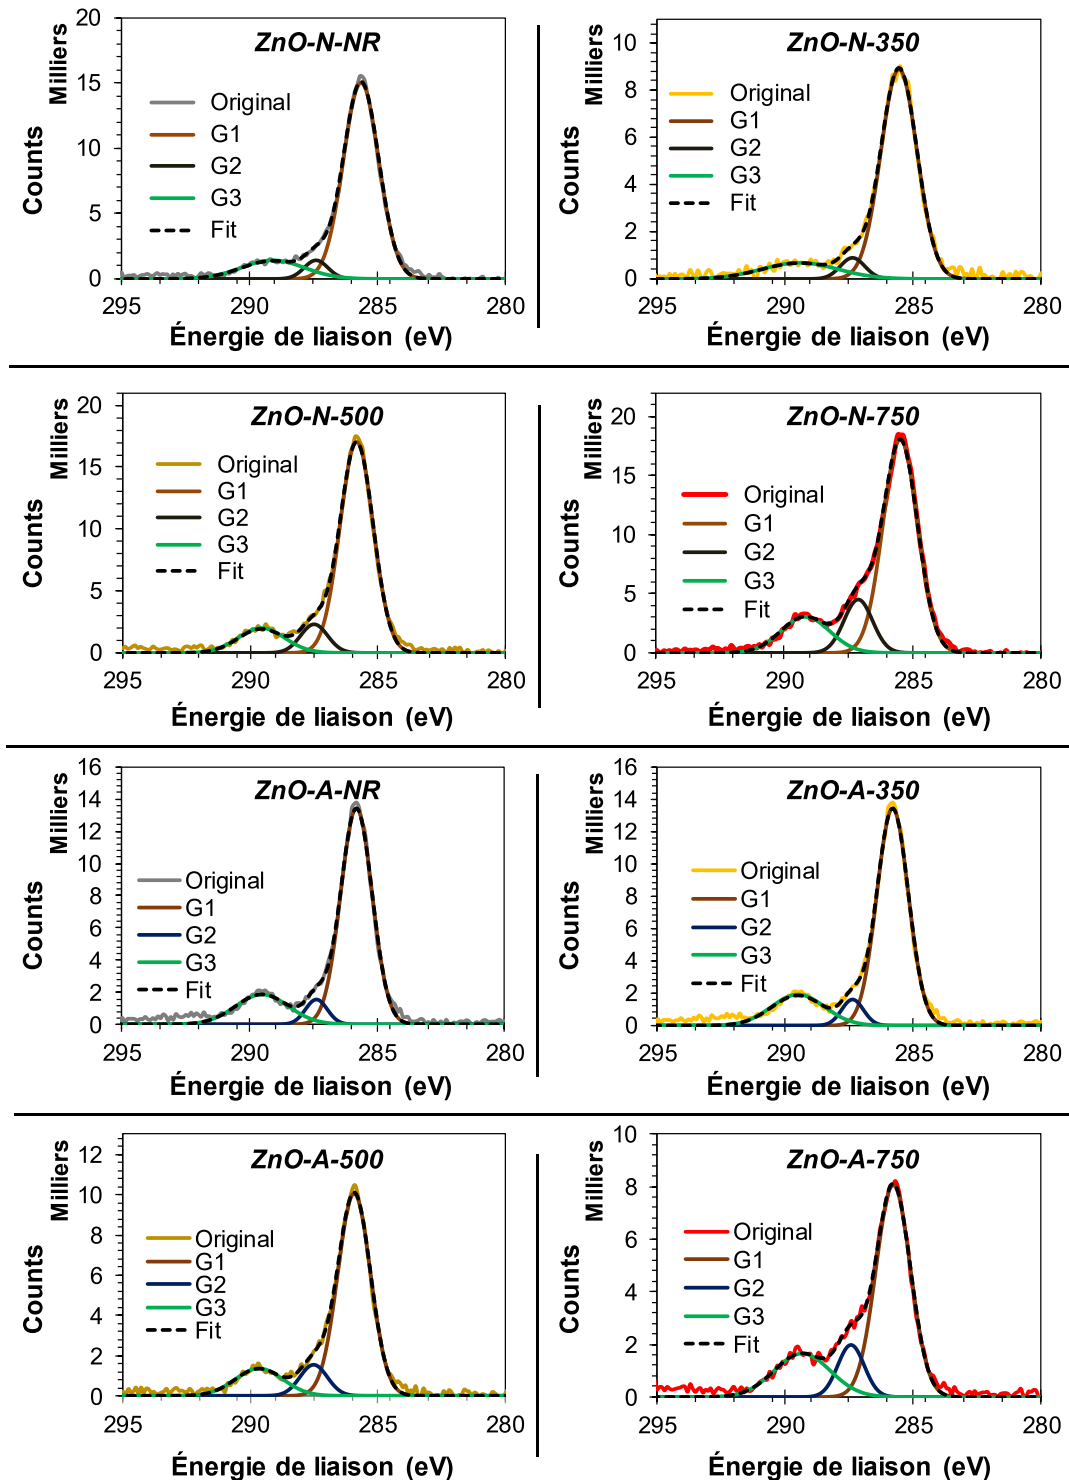 ZnO-N-NR
Milliers
Counts
20
15
10
5
0
Original
G1
G2
G3
Fit
295
290
285
280
Énergie de liaison (eV)
ZnO-N-350
Milliers
Counts
10
8
6
4
2
0
Original
G1
G2
G3
Fit
295
290
285
280
Énergie de liaison (eV)
ZnO-N-500
Milliers
Counts
20
15
10
5
0
Original
G1
G2
G3
Fit
295
290
285
280
Énergie de liaison (eV)
ZnO-N-750
Milliers
Counts
20
15
10
5
0
Original
G1
G2
G3
Fit
295
290
285
280
Énergie de liaison (eV)
ZnO-A-NR
Milliers
Counts
16
14
12
10
8
6
4
2
0
Original
G1
G2
G3
Fit
295
290
285
280
Énergie de liaison (eV)
ZnO-A-350
Milliers
Counts
16
14
12
10
8
6
4
2
0
Original
G1
G2
G3
Fit
295
290
285
280
Énergie de liaison (eV)
ZnO-A-500
Milliers
Counts
12
10
8
6
4
2
0
Original
G1
G2
G3
Fit
295
290
285
280
Énergie de liaison (eV)
ZnO-A-750
Milliers
Counts
10
8
6
4
2
0
Original
G1
G2
G3
Fit
295
290
285
280
Énergie de liaison (eV)